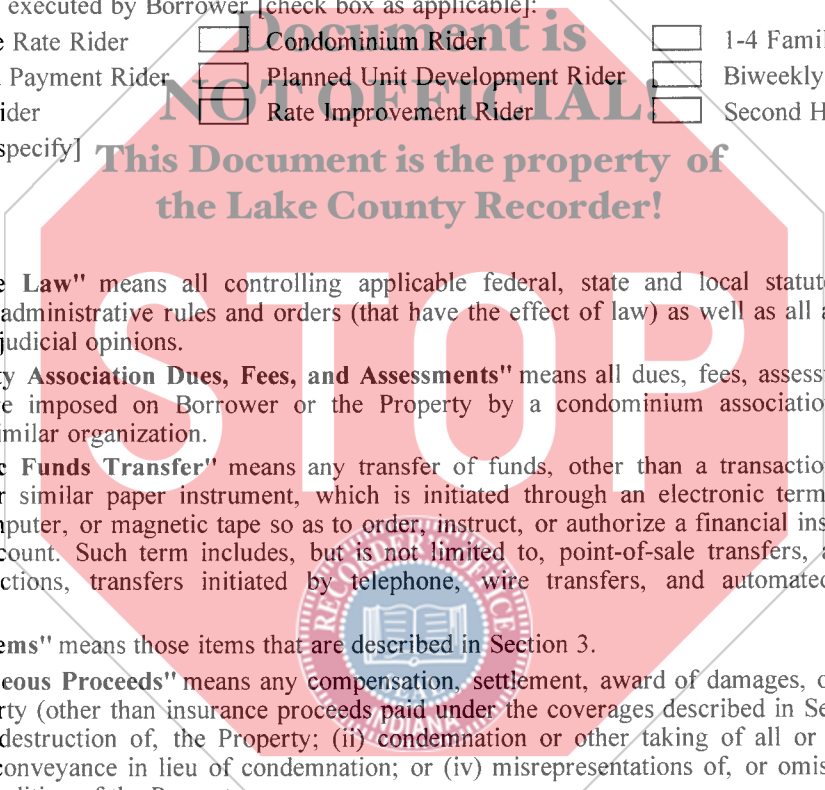 executed by Borrower [check box as applicable]:
e Rate Rider Condominium Rider 1-4 Famil
Payment Rider Planned Unit Development Rider Biweekly
ider Rate Improvement Rider Second H
specify]
Document is
NOT OFFICIAL!
This Document is the property of
the Lake County Recorder!
STOP
e Law" means all controlling applicable federal, state and local statut
administrative rules and orders (that have the effect of law) as well as all a
judicial opinions.
ty Association Dues, Fees, and Assessments" means all dues, fees, assess
e imposed on Borrower or the Property by a condominium associatio
imilar organization.
c Funds Transfer" means any transfer of funds, other than a transactio
r similar paper instrument, which is initiated through an electronic term
nputer, or magnetic tape so as to order, instruct, or authorize a financial ins
count. Such term includes, but is not limited to, point-of-sale transfers, a
ctions, transfers initiated by telephone, wire transfers, and automated
ems" means those items that are described in Section 3.
eous Proceeds" means any compensation, settlement, award of damages, o
rty (other than insurance proceeds paid under the coverages described in Se
destruction of, the Property; (ii) condemnation or other taking of all or
conveyance in lieu of condemnation; or (iv) misrepresentations of, or omis
RECORDER'S OFFICE
SEAL
INDIANA